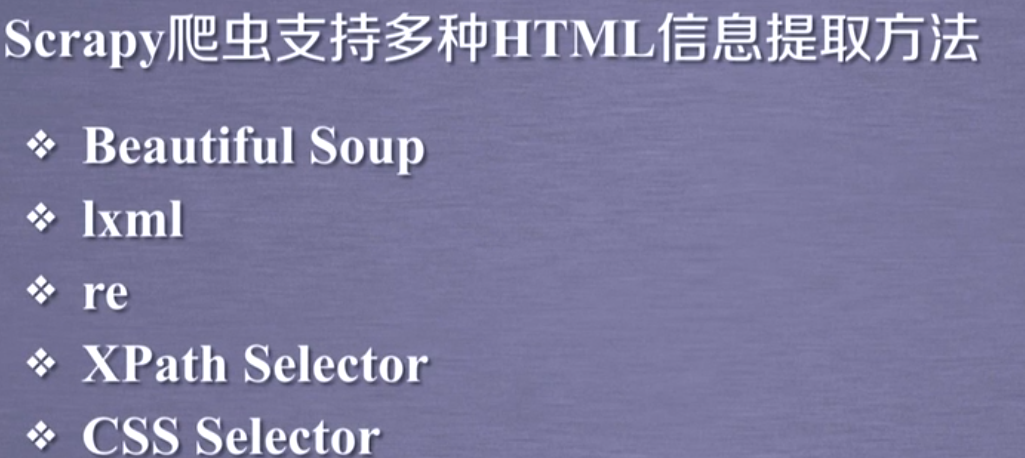 Scrapy爬虫支持多种HTML信息提取方法
❖ Beautiful Soup
❖ lxml
❖ re
❖ XPath Selector
❖ CSS Selector